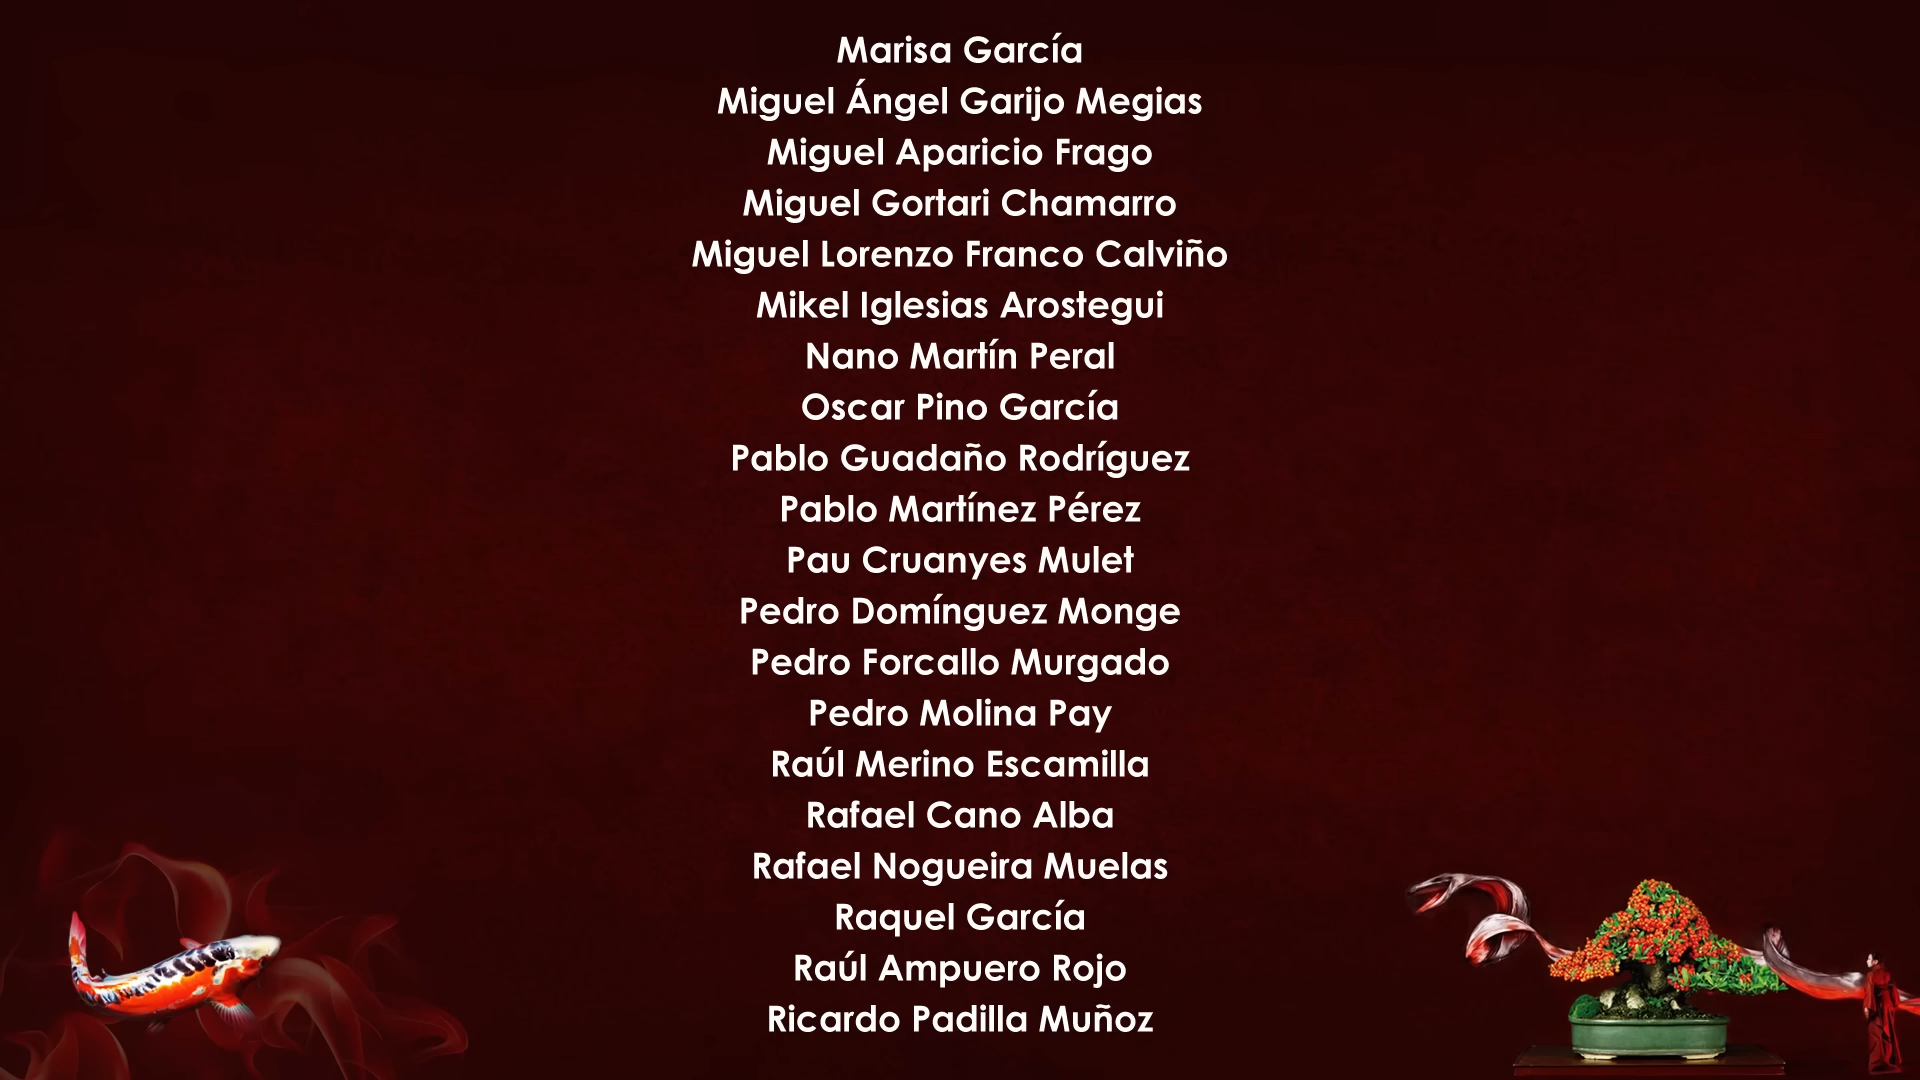 Marisa García
Miguel Ángel Garijo Megias
Miguel Aparicio Frago
Miguel Gortari Chamarro
Miguel Lorenzo Franco Calviño
Mikel Iglesias Arostegui
Nano Martín Peral
Oscar Pino García
Pablo Guadaño Rodríguez
Pablo Martínez Pérez
Pau Cruanyes Mulet
Pedro Domínguez Monge
Pedro Forcallo Murgado
Pedro Molina Pay
Raúl Merino Escamilla
Rafael Cano Alba
Rafael Nogueira Muelas
Raquel García
Raúl Ampuero Rojo
Ricardo Padilla Muñoz